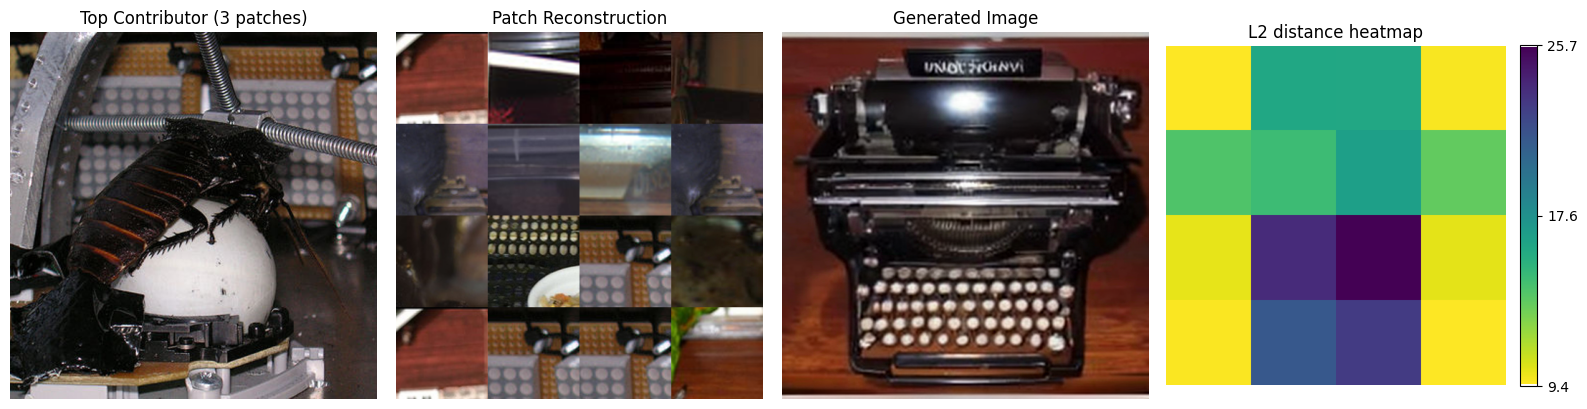 Top Contributor (3 patches)
Patch Reconstruction
Generated Image
L2 distance heatmap
25.7
17.6
9.4